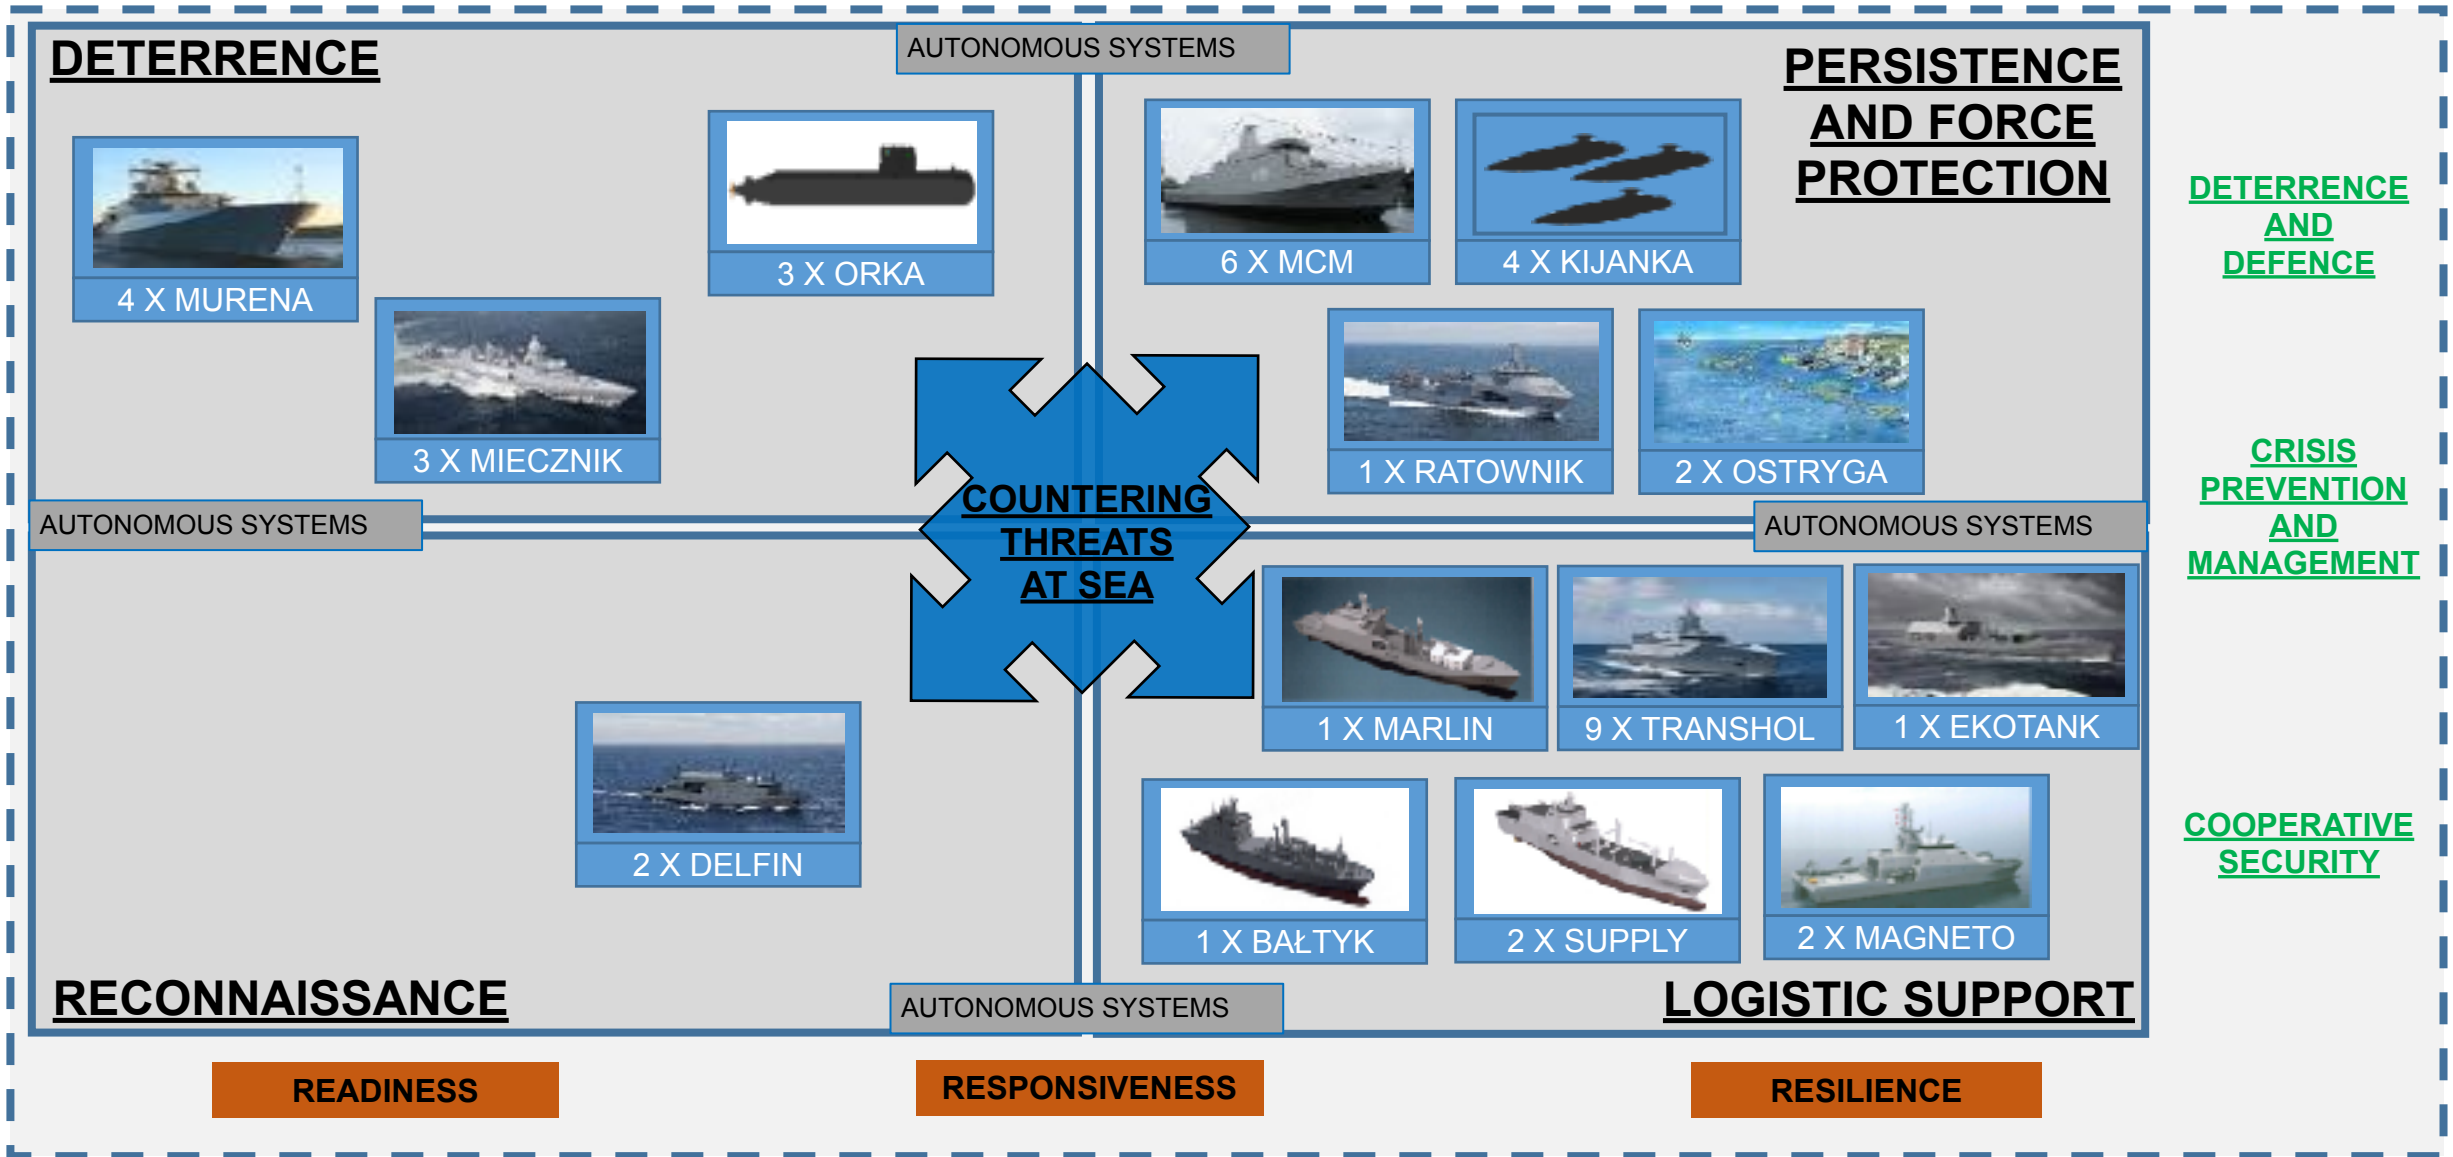 DETERRENCE
AUTONOMOUS SYSTEMS
PERSISTENCE
AND FORCE
PROTECTION
4 X MURENA
3 X ORKA
3 X MIECZNIK
6 X MCM
4 X KIJANKA
1 X RATOWNIK
2 X OSTRYGA
DETERRENCE
AND
DEFENCE
CRISIS
PREVENTION
AND
MANAGEMENT
COOPERATIVE
SECURITY
AUTONOMOUS SYSTEMS
COUNTERING
THREATS
AT SEA
AUTONOMOUS SYSTEMS
1 X MARLIN
9 X TRANSHOL
1 X EKOTANK
2 X DELFIN
1 X BAŁTYK
2 X SUPPLY
2 X MAGNETO
RECONNAISSANCE
AUTONOMOUS SYSTEMS
LOGISTIC SUPPORT
READINESS
RESPONSIVENESS
RESILIENCE